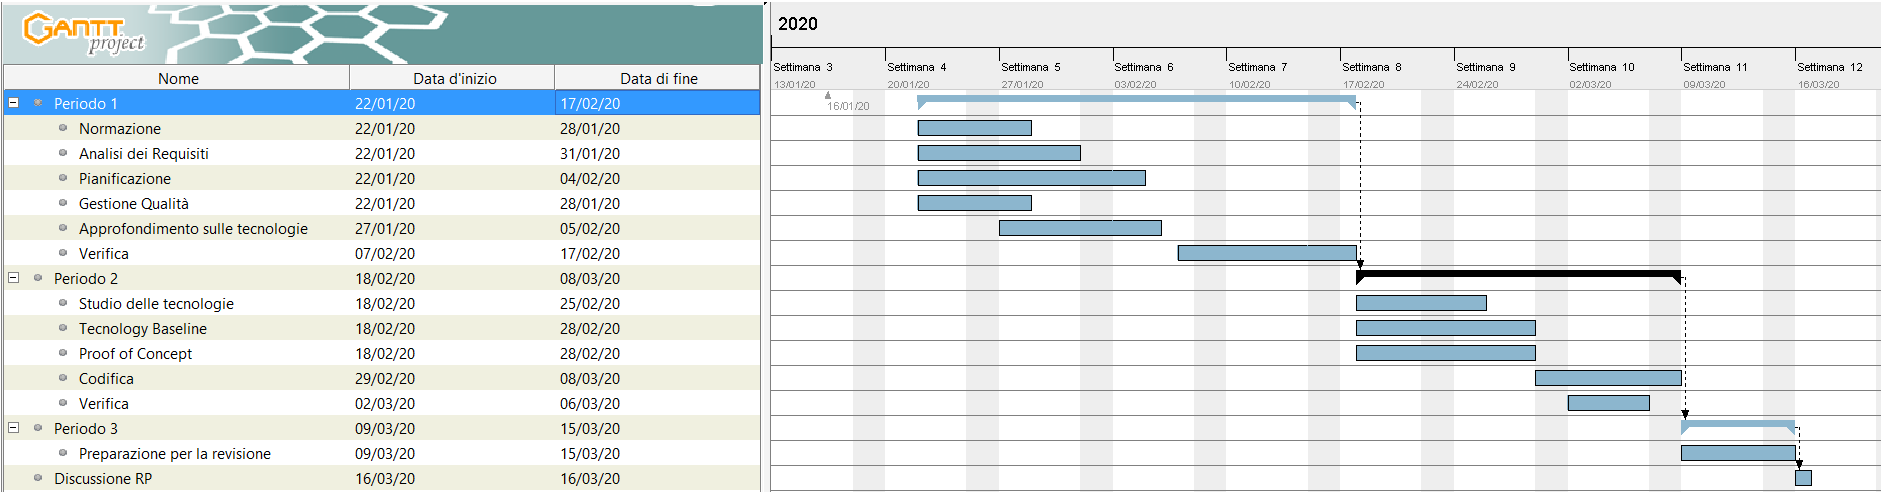 GANTT
project
2020
Nome Data d'inizio Data di fine
Settimana 3 Settimana 4 Settimana 5 Settimana 6 Settimana 7 Settimana 8 Settimana 9 Settimana 10 Settimana 11 Settimana 12
13/01/20 20/01/20 27/01/20 03/02/20 10/02/20 17/02/20 24/02/20 02/03/20 09/03/20 16/03/20
16/01/20
Periodo 1 22/01/20 17/02/20
Normazione 22/01/20 28/01/20
Analisi dei Requisiti 22/01/20 31/01/20
Pianificazione 22/01/20 04/02/20
Gestione Qualità 22/01/20 28/01/20
Approfondimento sulle tecnologie 27/01/20 05/02/20
Verifica 07/02/20 17/02/20
Periodo 2 18/02/20 08/03/20
Studio delle tecnologie 18/02/20 25/02/20
Tecnology Baseline 18/02/20 28/02/20
Proof of Concept 18/02/20 28/02/20
Codifica 29/02/20 08/03/20
Verifica 02/03/20 06/03/20
Periodo 3 09/03/20 15/03/20
Preparazione per la revisione 09/03/20 15/03/20
Discussione RP 16/03/20 16/03/20